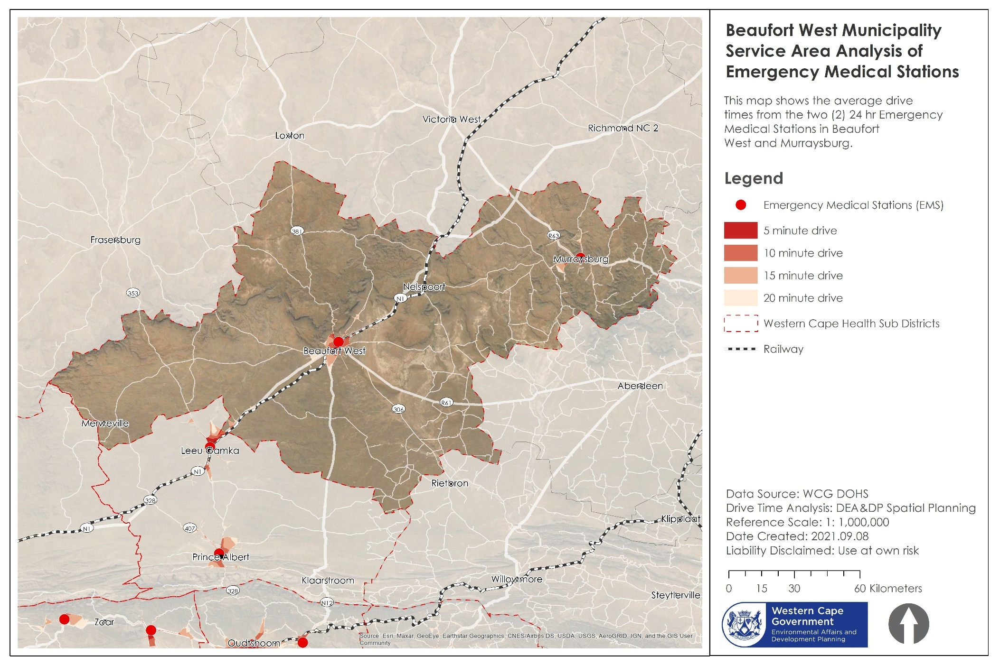 Beaufort West Municipality
Service Area Analysis of
Emergency Medical Stations
This map shows the average drive
times from the two (2) 24 hr Emergency
Medical Stations in Beaufort
West and Murraysburg.
Legend
Emergency Medical Stations (EMS)
5 minute drive
10 minute drive
15 minute drive
20 minute drive
Western Cape Health Sub Districts
Railway
Victoria West
Richmond NC 2
Loxton
381
R63
Frasersburg
Murraysburg
Nelspoort
353
N1
Beaufort West
Aberdeen
R61
306
Merweville
Leeu Gamka
N1
Rietbron
328
Klipplaat
N1
407
Prince Albert
Klaarstroom
Willowmore
328
Steytlerville
N12
Zoar
Oudtshoorn
Source: Esri, Maxar, GeoEye, Earthstar Geographics, CNES/Airbus DS, USDA, USGS, AeroGRID, IGN, and the GIS User
Community
Data Source: WCG DOHS
Drive Time Analysis: DEA&DP Spatial Planning
Reference Scale: 1: 1,000,000
Date Created: 2021.09.08
Liability Disclaimed: Use at own risk
0 15 30 60 Kilometers
Western Cape
Government
Environmental Affairs and
Development Planning